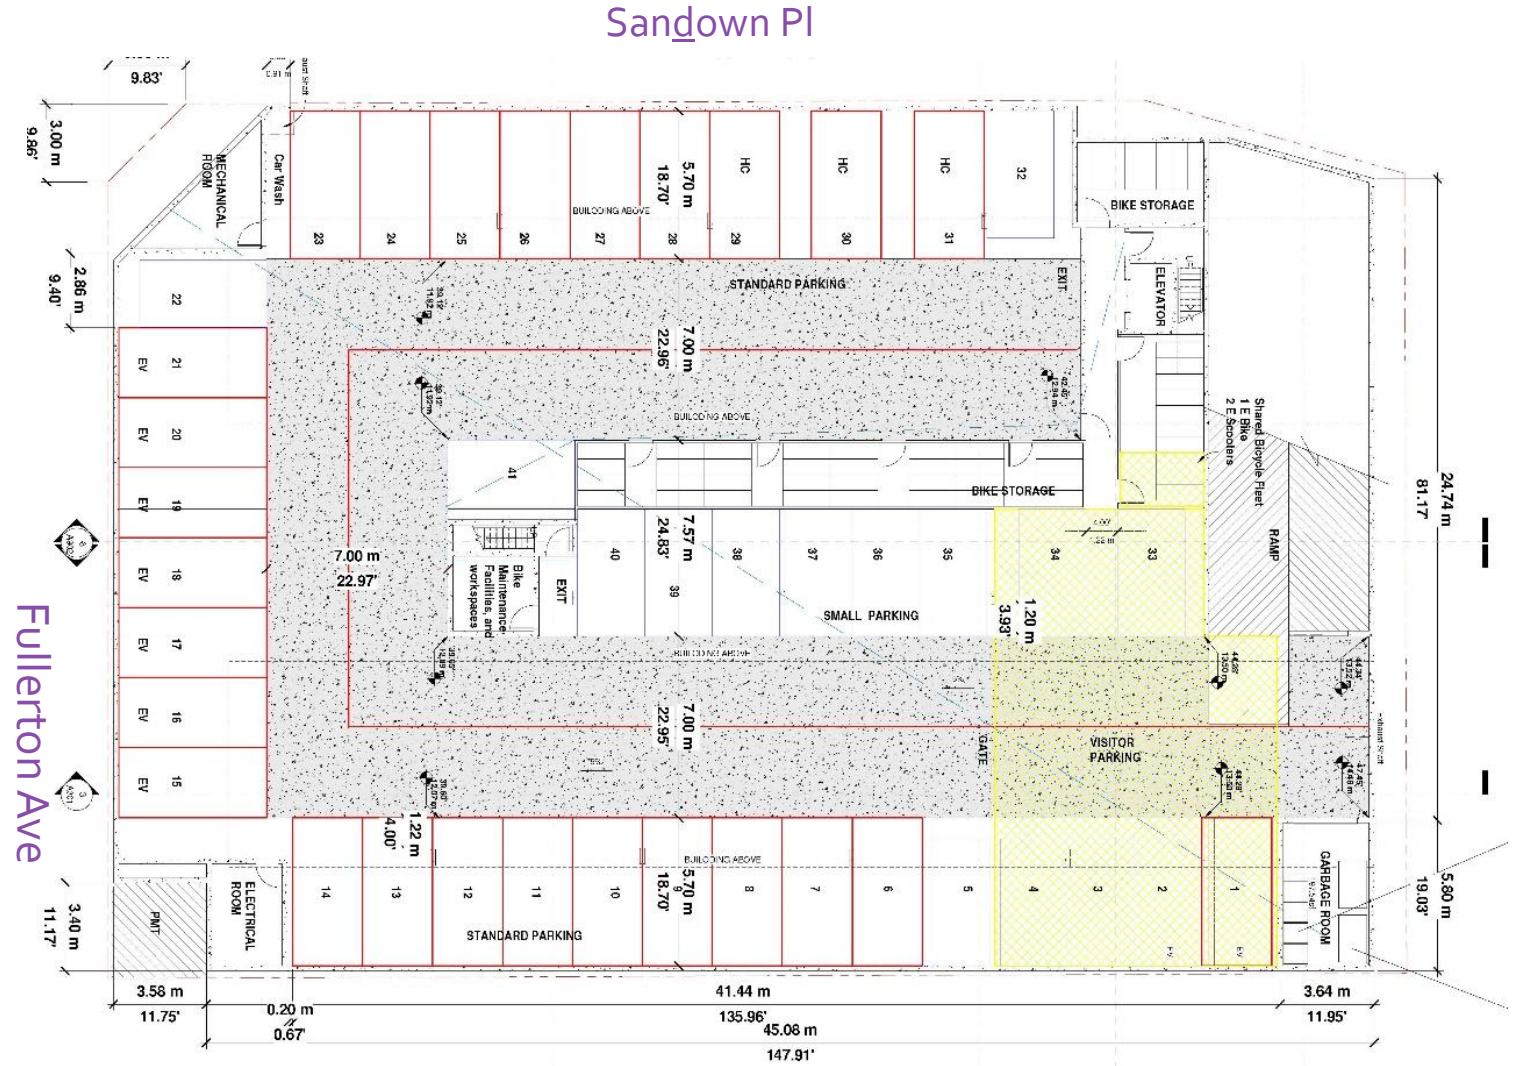 Sandown Pl
9.83'
0.91 m
3.00 m
9.86'
MECHANICAL
ROOM
Car Wash
HC
HC
HC
5.70 m
18.70'
32
BUILDING ABOVE
BIKE STORAGE
23
24
25
26
27
28
29
30
31
2.86 m
9.40'
STANDARD PARKING
EXIT
ELEVATOR
22
7.00 m
22.96'
EV
21
EV
20
EV
19
EV
18
EV
17
EV
16
EV
15
BUILDING ABOVE
Shared Bicycle Fleet
1 E Bike
2 E Scooters
41
BIKE STORAGE
24.74 m
81.17'
RAMP
7.57 m
24.83'
40
39
38
37
36
35
34
33
7.00 m
22.97'
Bike
Maintenance
Facilities, and
workspaces
EXIT
SMALL PARKING
1.20 m
3.93'
Fullerton Ave
BUILDING ABOVE
7.00 m
22.95'
GATE
VISITOR
PARKING
1.22 m
4.00'
BUILDING ABOVE
5.70 m
18.70'
14
13
12
11
10
9
8
7
6
5
4
3
2
1
EV
EV
GARBAGE ROOM
5.80 m
19.03'
ELECTRICAL
ROOM
PMT
3.40 m
11.17'
STANDARD PARKING
3.58 m
11.75'
0.20 m
0.67'
41.44 m
135.96'
3.64 m
11.95'
45.08 m
147.91'